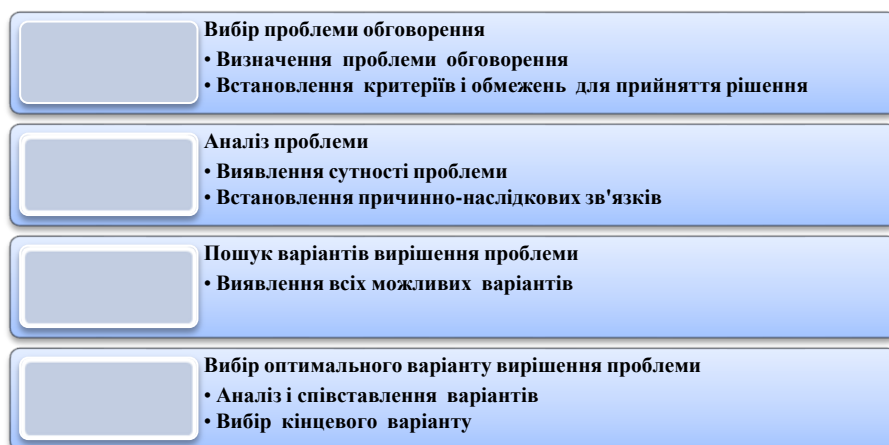 Вибір проблеми обговорення
• Визначення проблеми обговорення
• Встановлення критеріїв і обмежень для прийняття рішення
Аналіз проблеми
• Виявлення сутності проблеми
• Встановлення причинно-наслідкових зв'язків
Пошук варіантів вирішення проблеми
• Виявлення всіх можливих варіантів
Вибір оптимального варіанту вирішення проблеми
• Аналіз і співставлення варіантів
• Вибір кінцевого варіанту